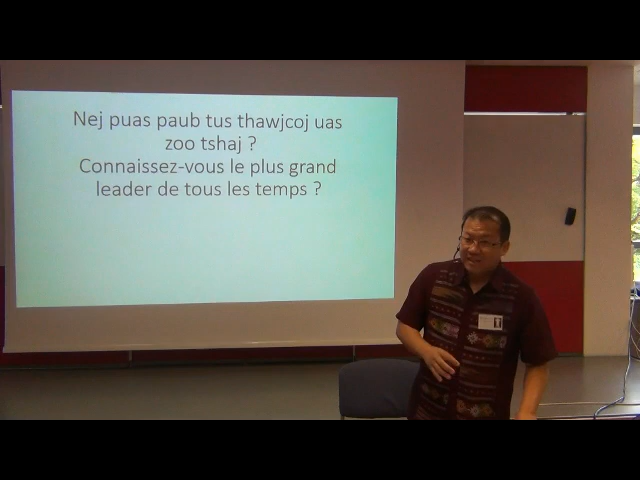 Nej puas paub tus thawjcoj uas
zoo tshaj ?
Connaissez-vous le plus grand
leader de tous les temps ?